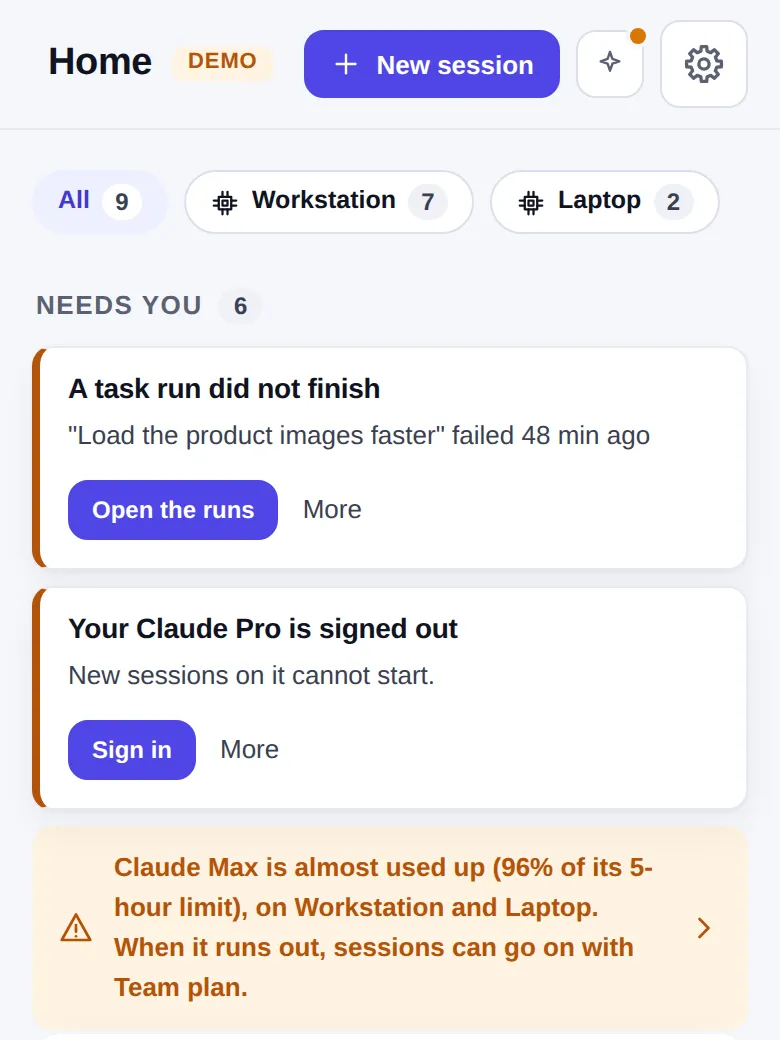 Home DEMO New session
All 9 Workstation 7 Laptop 2
NEEDS YOU 6
A task run did not finish
"Load the product images faster" failed 48 min ago
Open the runs More
Your Claude Pro is signed out
New sessions on it cannot start.
Sign in More
Claude Max is almost used up (96% of its 5-
hour limit), on Workstation and Laptop.
When it runs out, sessions can go on with
Team plan.